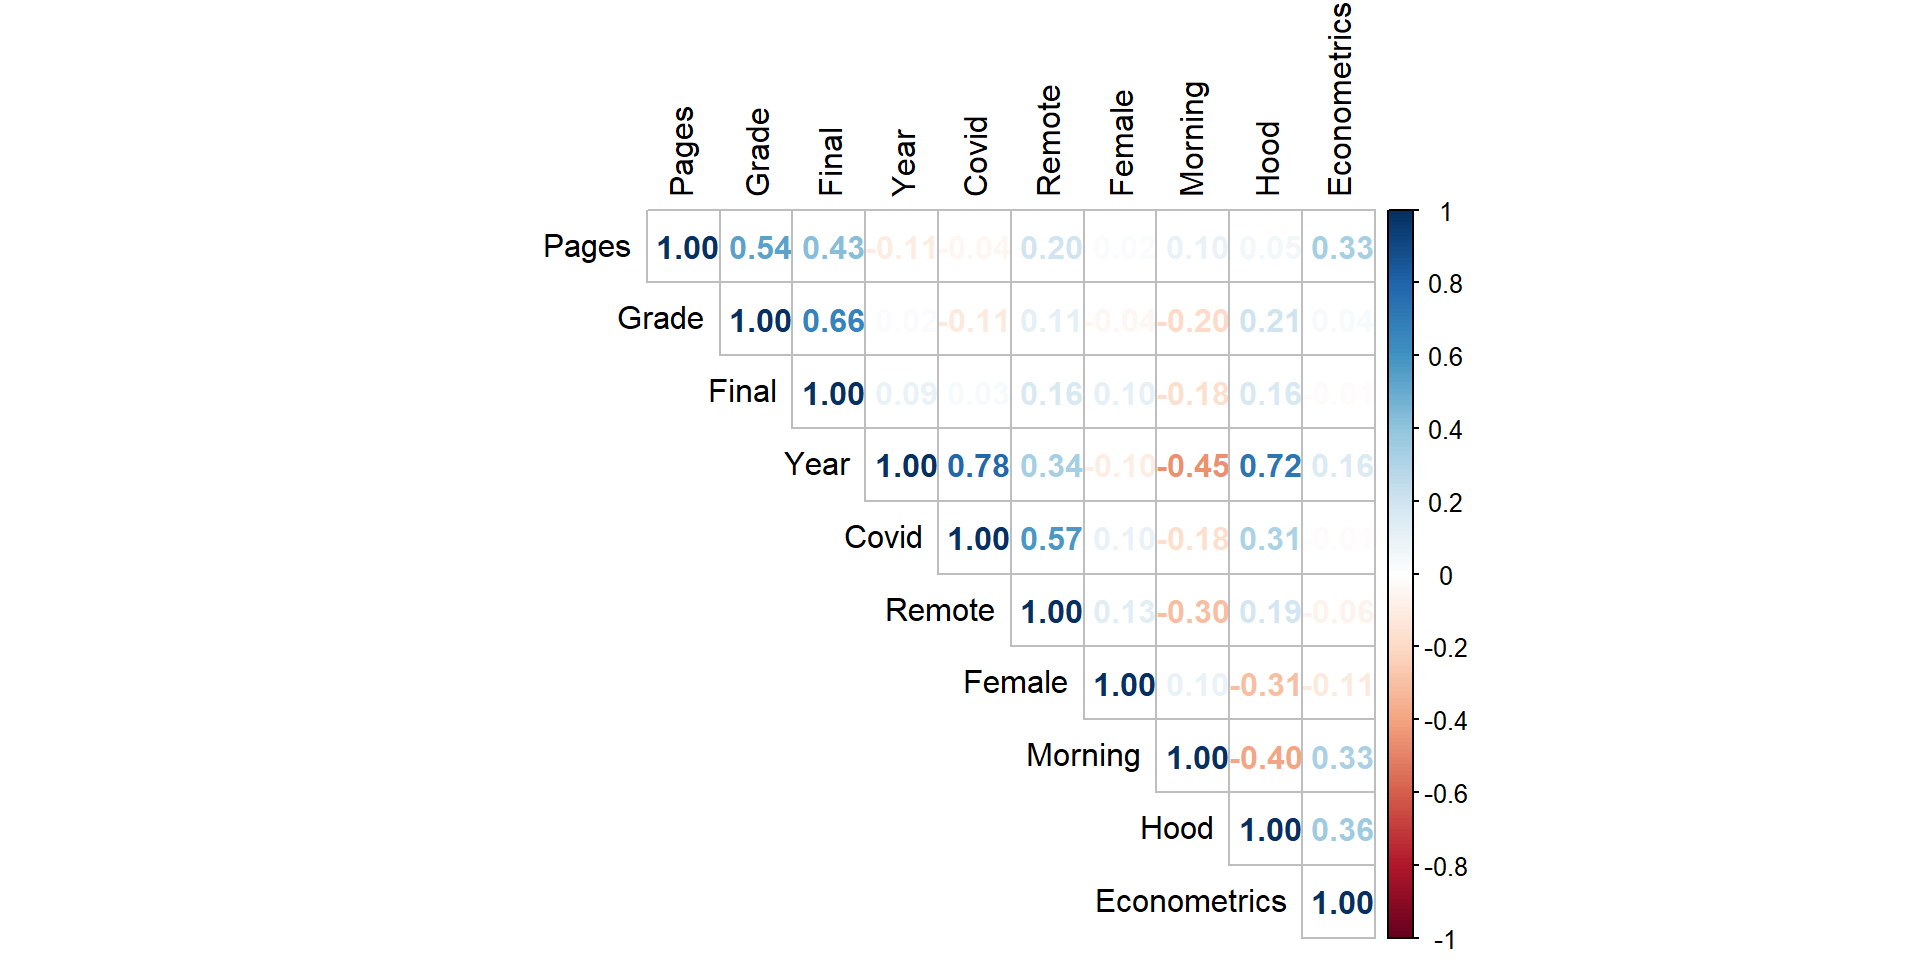 Pages Grade Final Year Covid Remote Female Morning Hood Econometrics
Pages 1.00 0.54 0.43 -0.11 -0.04 0.20 0.02 0.10 0.05 0.33
Grade 1.00 0.66 0.02 -0.11 0.11 -0.04 -0.20 0.21 0.04
Final 1.00 0.09 0.03 0.16 0.10 -0.18 0.16 -0.01
Year 1.00 0.78 0.34 -0.10 -0.45 0.72 0.16
Covid 1.00 0.57 0.10 -0.18 0.31 -0.01
Remote 1.00 0.13 -0.30 0.19 -0.06
Female 1.00 0.10 -0.31 -0.11
Morning 1.00 -0.40 0.33
Hood 1.00 0.36
Econometrics 1.00
1
0.8
0.6
0.4
0.2
0
-0.2
-0.4
-0.6
-0.8
-1